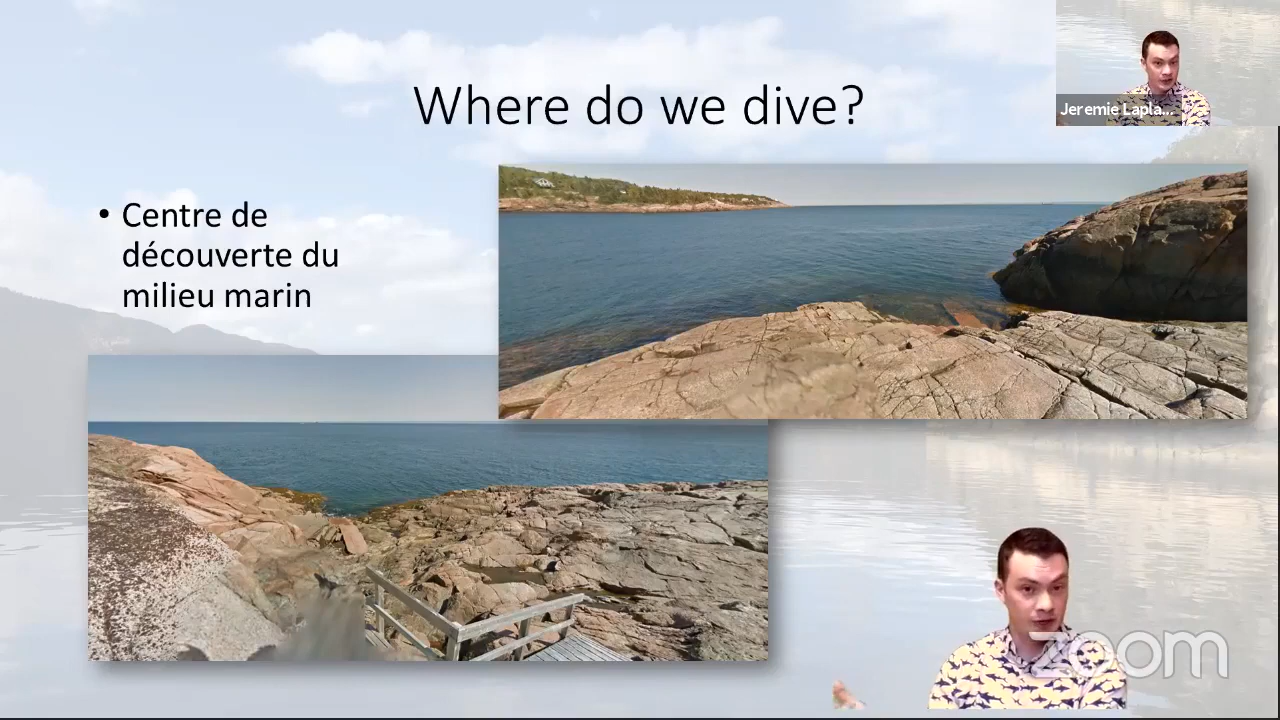 Where do we dive?
Jeremie Lapla...
• Centre de
découverte du
milieu marin
zoom